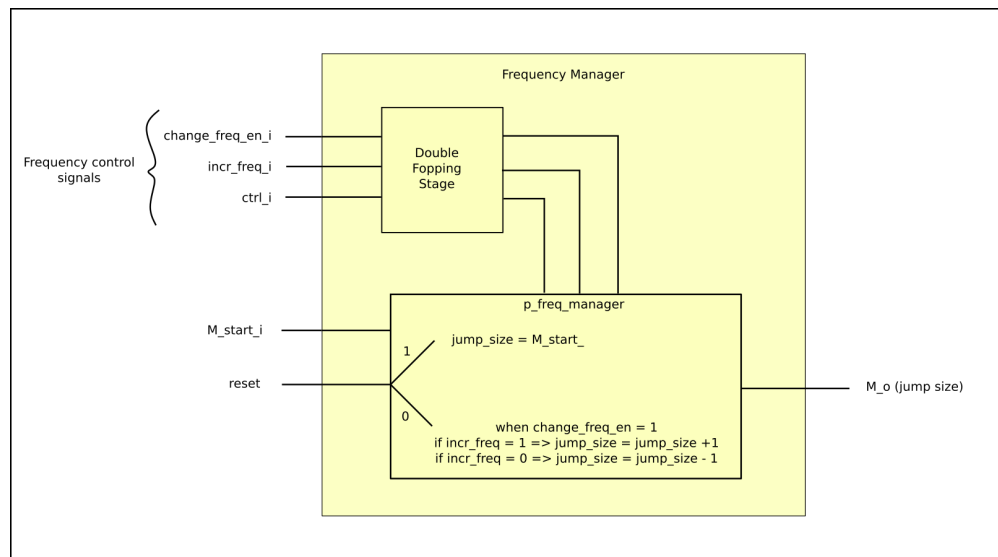 Frequency Manager
change_freq_en_i
incr_freq_i
ctrl_i
Frequency control
signals
Double
Fopping
Stage
p_freq_manager
M_start_i
1
jump_size = M_start_
reset
M_o (jump size)
0
when change_freq_en = 1
if incr_freq = 1 => jump_size = jump_size +1
if incr_freq = 0 => jump_size = jump_size - 1